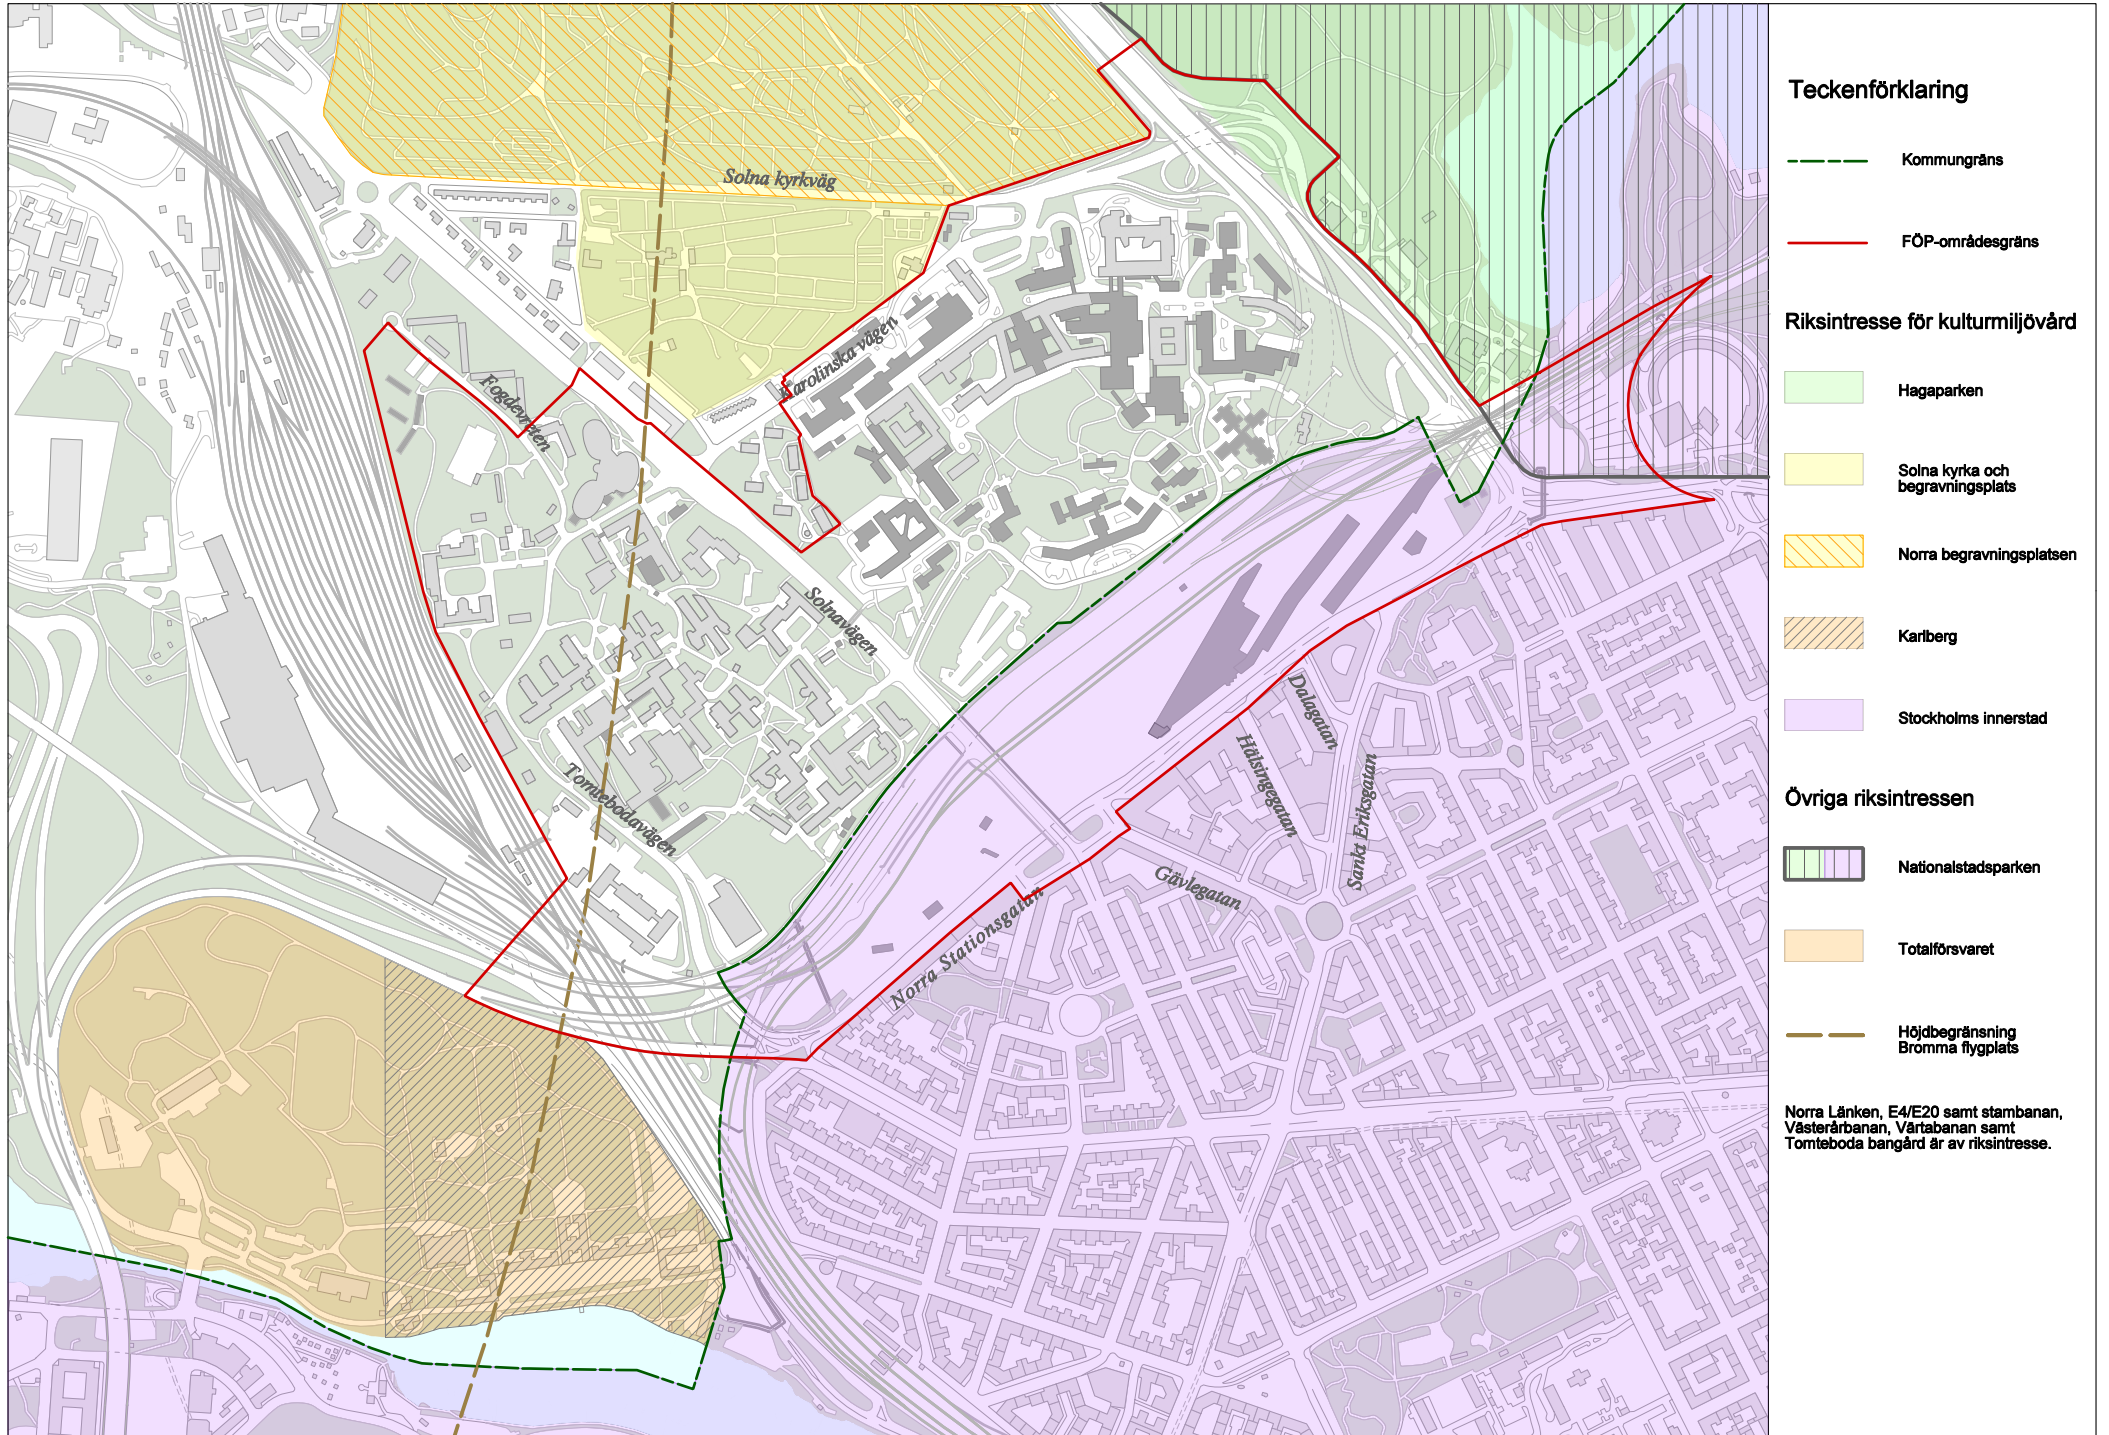 Solna kyrkväg
Karolinska vägen
Fogdevreten
Solnavägen
Tomtebodavägen
Dalagatan
Hälsingegatan
Sankt Eriksgatan
Gävlegatan
Norra Stationsgatan
Teckenförklaring
Kommungräns
FÖP-områdesgräns
Riksintresse för kulturmiljövård
Hagaparken
Solna kyrka och
begravningsplats
Norra begravningsplatsen
Karlberg
Stockholms innerstad
Övriga riksintressen
Nationalstadsparken
Totalförsvaret
Höjdbegränsning
Bromma flygplats
Norra Länken, E4/E20 samt stambanan,
Västerårbanan, Värtabanan samt
Tomteboda bangård är av riksintresse.